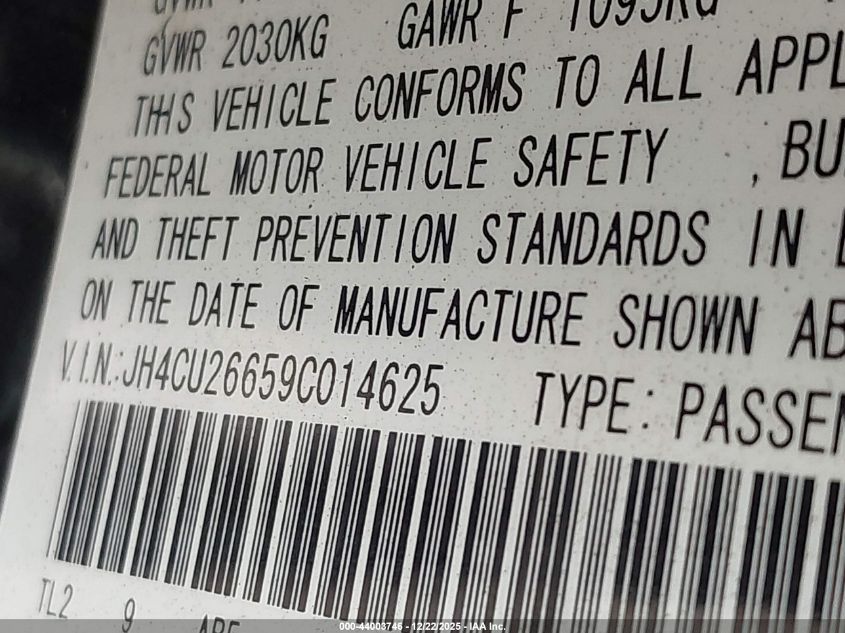 GVWR 2030KG GAWR F 1095KG
THIS VEHICLE CONFORMS TO ALL APPL
FEDERAL MOTOR VEHICLE SAFETY , BU
AND THEFT PREVENTION STANDARDS IN
ON THE DATE OF MANUFACTURE SHOWN AB
V.I.N.:JH4CU26659C014625 TYPE: PASSEN
TL2 9
000-44003746 - 12/22/2025 - IAA Inc.